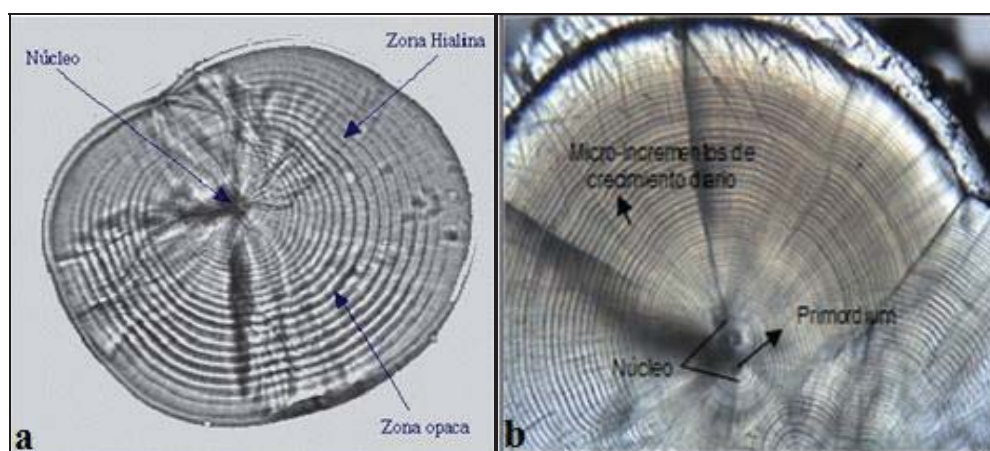 Núcleo
Zona Hialina
Zona opaca
a
Micro-incrementos de
crecimiento diario
Primordium
Núcleo
b